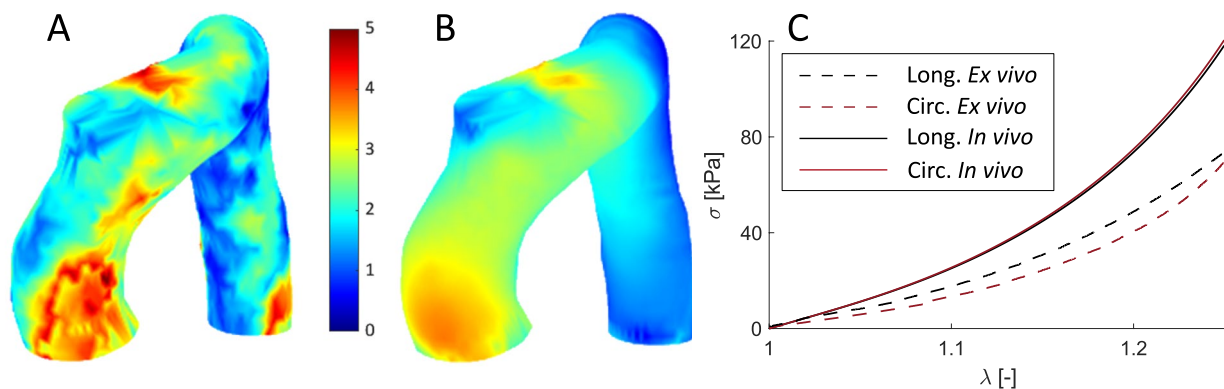 A
B
C
5
4
3
2
1
0
120
80
40
0
σ [kPa]
Long. Ex vivo
Circ. Ex vivo
Long. In vivo
Circ. In vivo
1
1.1
1.2
λ [-]